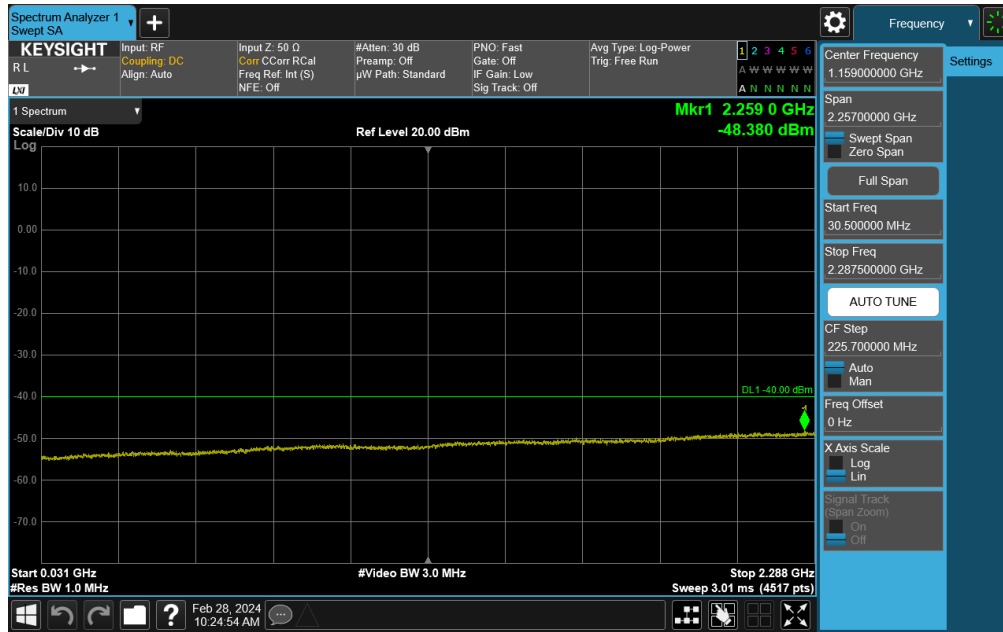 Spectrum Analyzer 1
Swept SA
Frequency
KEYSIGHT
R L
LXI
Input: RF
Coupling: DC
Align: Auto
Input Z: 50 Ω
Corr CCorr RCal
Freq Ref: Int (S)
NFE: Off
#Atten: 30 dB
Preamp: Off
µW Path: Standard
PNO: Fast
Gate: Off
IF Gain: Low
Sig Track: Off
Avg Type: Log-Power
Trig: Free Run
1 2 3 4 5 6
A W W W W W
A N N N N N
1 Spectrum
Mkr1 2.259 0 GHz
Scale/Div 10 dB
Ref Level 20.00 dBm
-48.380 dBm
Log
10.0
0.00
-10.0
-20.0
-30.0
-40.0
-50.0
-60.0
-70.0
DL1 -40.00 dBm
1
Start 0.031 GHz
#Video BW 3.0 MHz
Stop 2.288 GHz
#Res BW 1.0 MHz
Sweep 3.01 ms (4517 pts)
Center Frequency
1.159000000 GHz
Settings
Span
2.25700000 GHz
Swept Span
Zero Span
Full Span
Start Freq
30.500000 MHz
Stop Freq
2.287500000 GHz
AUTO TUNE
CF Step
225.700000 MHz
Auto
Man
Freq Offset
0 Hz
X Axis Scale
Log
Lin
Signal Track
(Span Zoom)
On
Off
?
Feb 28, 2024
10:24:54 AM